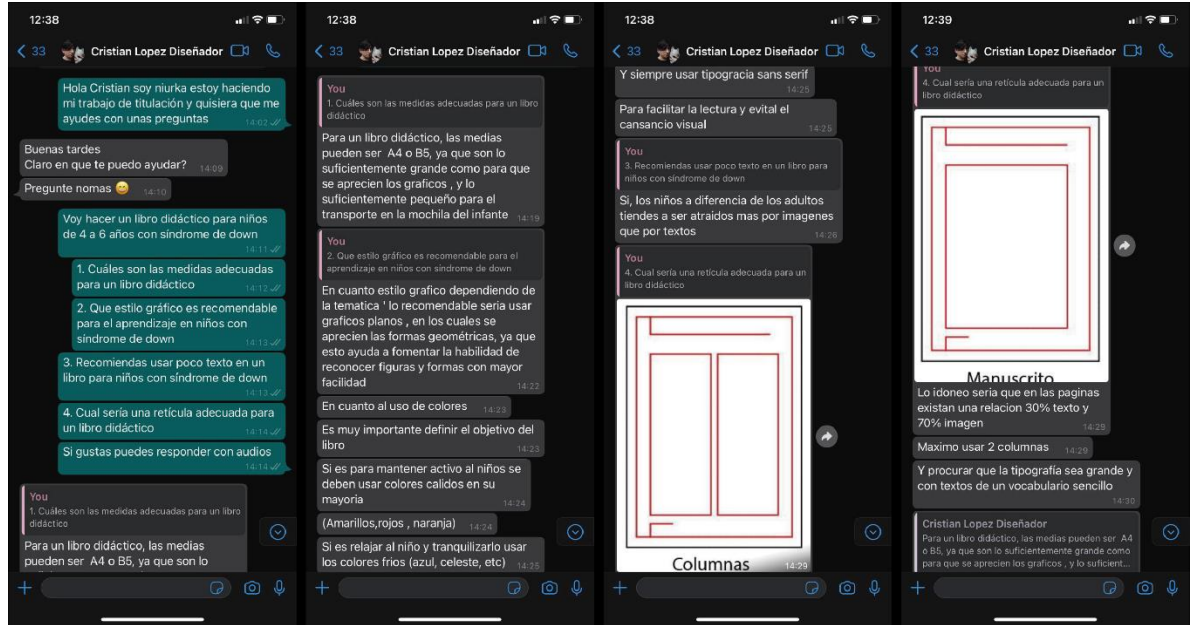 12:38
33
Cristian Lopez Diseñador
Hola Cristian soy niurka estoy haciendo
mi trabajo de titulación y quisiera que me
ayudes con unas preguntas
14:02
Buenas tardes
Claro en que te puedo ayudar?
14:09
Pregunte nomas 😄
14:10
Voy hacer un libro didáctico para niños
de 4 a 6 años con síndrome de down
14:11
1. Cuáles son las medidas adecuadas
para un libro didáctico
14:12
2. Que estilo gráfico es recomendable
para el aprendizaje en niños con
síndrome de down
14:13
3. Recomiendas usar poco texto en un
libro para niños con síndrome de down
14:13
4. Cual sería una retícula adecuada para
un libro didáctico
14:14
Si gustas puedes responder con audios
14:14
You
1. Cuáles son las medidas adecuadas para un libro
didáctico
Para un libro didáctico, las medias
pueden ser A4 o B5, ya que son lo
12:38
33
Cristian Lopez Diseñador
You
1. Cuáles son las medidas adecuadas para un libro
didáctico
Para un libro didáctico, las medias
pueden ser A4 o B5, ya que son lo
suficientemente grande como para que
se aprecien los graficos , y lo
suficientemente pequeño para el
transporte en la mochila del infante
14:19
You
2. Que estilo gráfico es recomendable para el
aprendizaje en niños con síndrome de down
En cuanto estilo grafico dependiendo de
la tematica ' lo recomendable seria usar
graficos planos , en los cuales se
aprecien las formas geométricas, ya que
esto ayuda a fomentar la habilidad de
reconocer figuras y formas con mayor
facilidad
14:22
En cuanto al uso de colores
14:23
Es muy importante definir el objetivo del
libro
14:23
Si es para mantener activo al niños se
deben usar colores calidos en su
mayoria
14:24
(Amarillos,rojos , naranja)
14:24
Si es relajar al niño y tranquilizarlo usar
los colores frios (azul, celeste, etc)
14:25
12:38
33
Cristian Lopez Diseñador
Y siempre usar tipogracia sans serif
14:25
Para facilitar la lectura y evital el
cansancio visual
14:25
You
3. Recomiendas usar poco texto en un libro para
niños con síndrome de down
Si, los niños a diferencia de los adultos
tiendes a ser atraidos mas por imagenes
que por textos
14:26
You
4. Cual sería una retícula adecuada para un
libro didáctico
Columnas
14:29
12:39
33
Cristian Lopez Diseñador
You
4. Cual sería una retícula adecuada para un
libro didáctico
Manuscrito
Lo idoneo seria que en las paginas
existan una relacion 30% texto y
70% imagen
14:29
Maximo usar 2 columnas
14:29
Y procurar que la tipografía sea grande y
con textos de un vocabulario sencillo
14:30
Cristian Lopez Diseñador
Para un libro didáctico, las medias pueden ser A4
o B5, ya que son lo suficientemente grande como
para que se aprecien los graficos , y lo suficient...